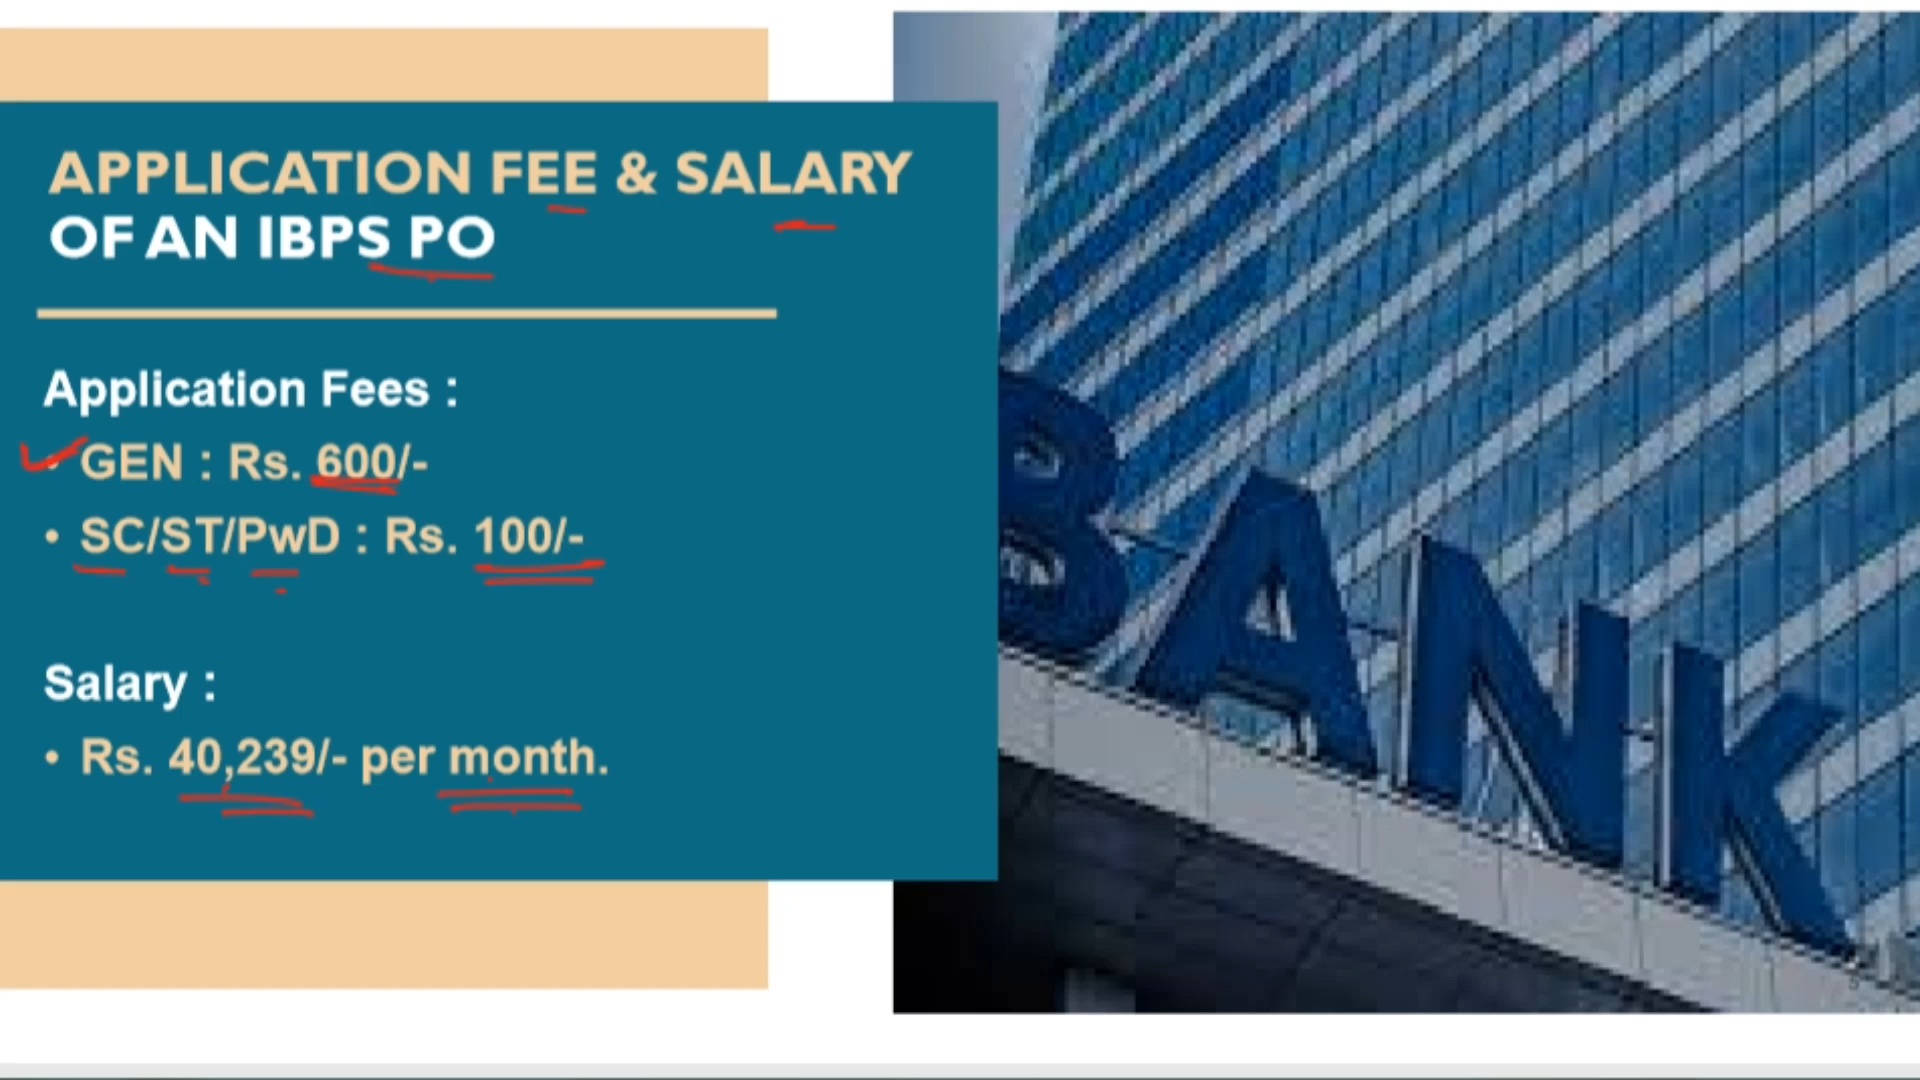 APPLICATION FEE & SALARY
OF AN IBPS PO
Application Fees :
• GEN : Rs. 600/-
• SC/ST/PwD : Rs. 100/-
Salary :
• Rs. 40,239/- per month.
BANK